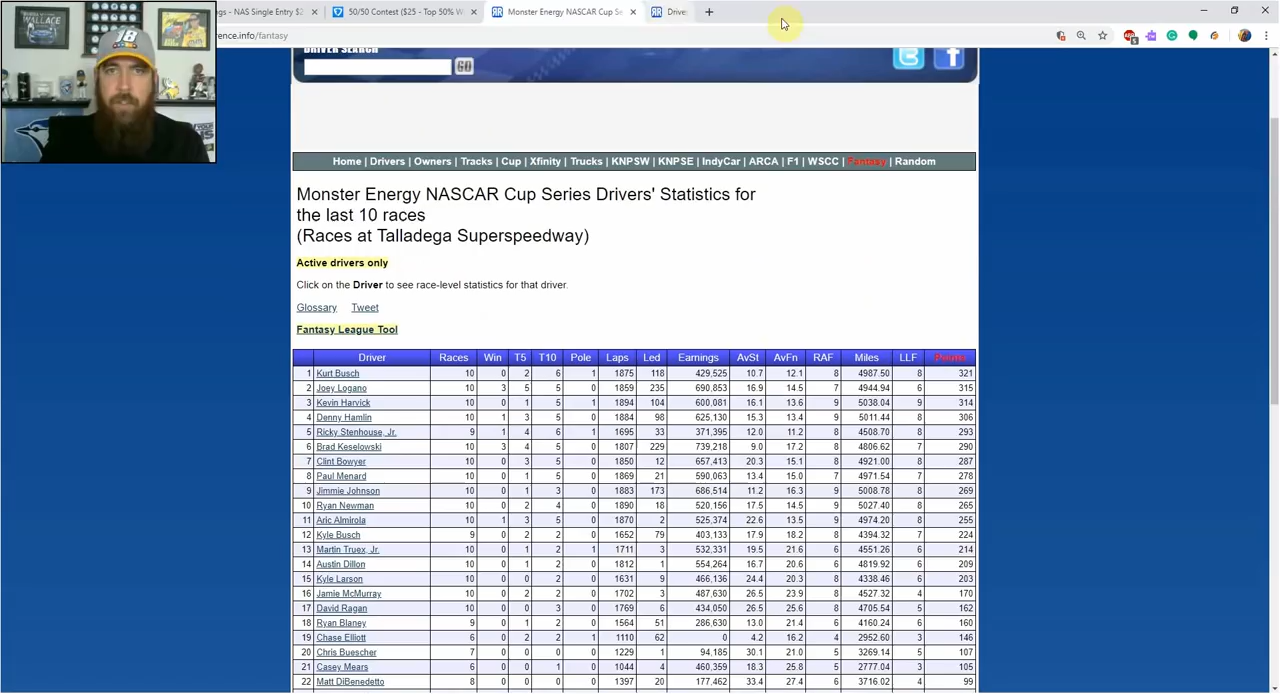 WALLACE
18
ngs - NAS Single Entry $2
50/50 Contest ($25 - Top 50% W
Monster Energy NASCAR Cup Se
Drive
rence.info/fantasy
DRIVER SEARCH
GO
Home | Drivers | Owners | Tracks | Cup | Xfinity | Trucks | KNPSW | KNPSE | IndyCar | ARCA | F1 | WSCC | Fantasy | Random
Monster Energy NASCAR Cup Series Drivers' Statistics for
the last 10 races
(Races at Talladega Superspeedway)
Active drivers only
Click on the Driver to see race-level statistics for that driver.
Glossary Tweet
Fantasy League Tool
Driver Races Win T5 T10 Pole Laps Led Earnings AvSt AvFn RAF Miles LLF Points
1 Kurt Busch 10 0 2 6 1 1875 118 429,525 10.7 12.1 8 4987.50 8 321
2 Joey Logano 10 3 5 5 0 1859 235 690,853 16.9 14.5 7 4944.94 6 315
3 Kevin Harvick 10 0 1 5 1 1894 104 600,081 16.1 13.6 9 5038.04 9 314
4 Denny Hamlin 10 1 3 5 0 1884 98 625,130 15.3 13.4 9 5011.44 8 306
5 Ricky Stenhouse, Jr. 9 1 4 6 1 1695 33 371,395 12.0 11.2 8 4508.70 8 293
6 Brad Keselowski 10 3 4 5 0 1807 229 739,218 9.0 17.2 8 4806.62 7 290
7 Clint Bowyer 10 0 3 5 0 1850 12 657,413 20.3 15.1 8 4921.00 8 287
8 Paul Menard 10 0 1 5 0 1869 21 590,063 13.4 15.0 7 4971.54 7 278
9 Jimmie Johnson 10 0 1 3 0 1883 173 686,514 11.2 16.3 9 5008.78 8 269
10 Ryan Newman 10 0 2 4 0 1890 18 520,156 17.5 14.5 9 5027.40 8 265
11 Aric Almirola 10 1 3 5 0 1870 2 525,374 22.6 13.5 9 4974.20 8 255
12 Kyle Busch 9 0 2 2 0 1652 79 403,133 17.9 18.2 8 4394.32 7 224
13 Martin Truex, Jr. 10 0 1 2 1 1711 3 532,331 19.5 21.6 6 4551.26 6 214
14 Austin Dillon 10 0 1 2 0 1812 1 554,264 16.7 20.6 6 4819.92 6 209
15 Kyle Larson 10 0 0 2 0 1631 9 466,136 24.4 20.3 8 4338.46 6 203
16 Jamie McMurray 10 0 1 2 0 1702 3 487,630 26.5 23.9 8 4527.32 4 170
17 David Ragan 10 0 0 3 0 1769 6 434,050 26.5 25.6 8 4705.54 5 162
18 Ryan Blaney 9 0 1 2 0 1564 51 286,630 13.0 21.4 6 4160.24 6 160
19 Chase Elliott 6 0 2 2 1 1110 62 0 4.2 16.2 4 2952.60 3 146
20 Chris Buescher 7 0 0 0 0 1229 1 94,185 30.1 21.0 5 3269.14 5 107
21 Casey Mears 6 0 0 1 0 1044 4 460,359 18.3 25.8 5 2777.04 3 105
22 Matt DiBenedetto 8 0 0 0 0 1397 20 177,462 33.4 27.4 6 3716.02 4 99